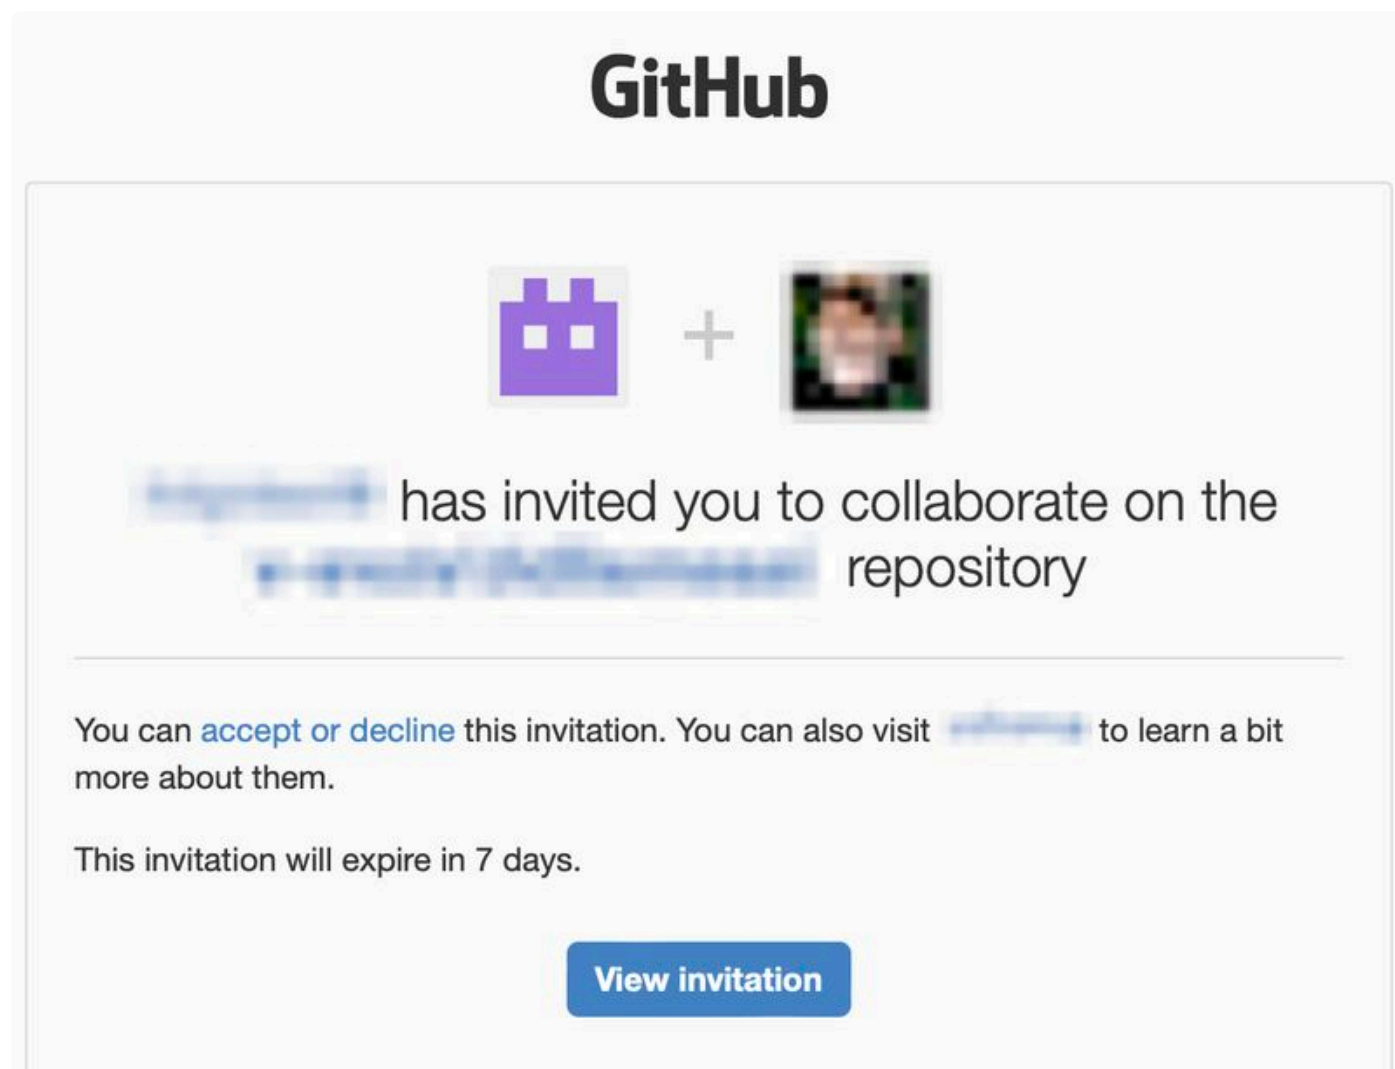 GitHub
has invited you to collaborate on the
repository
You can accept or decline this invitation. You can also visit to learn a bit
more about them.
This invitation will expire in 7 days.
View invitation